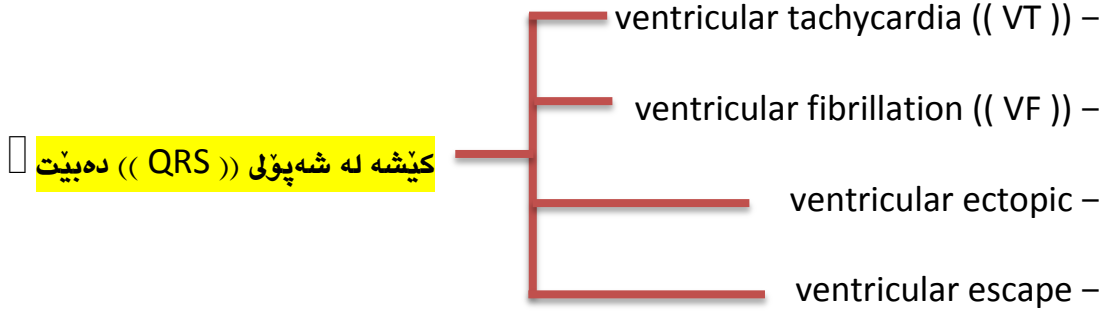 ventricular tachycardia (( VT )) –
ventricular fibrillation (( VF )) –
کێشە لە شەپۆلی (( QRS )) دەبێت
ventricular ectopic –
ventricular escape –